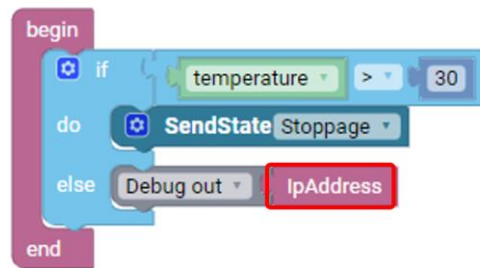 begin
if temperature > 30
do SendState Stoppage
else Debug out IpAddress
end